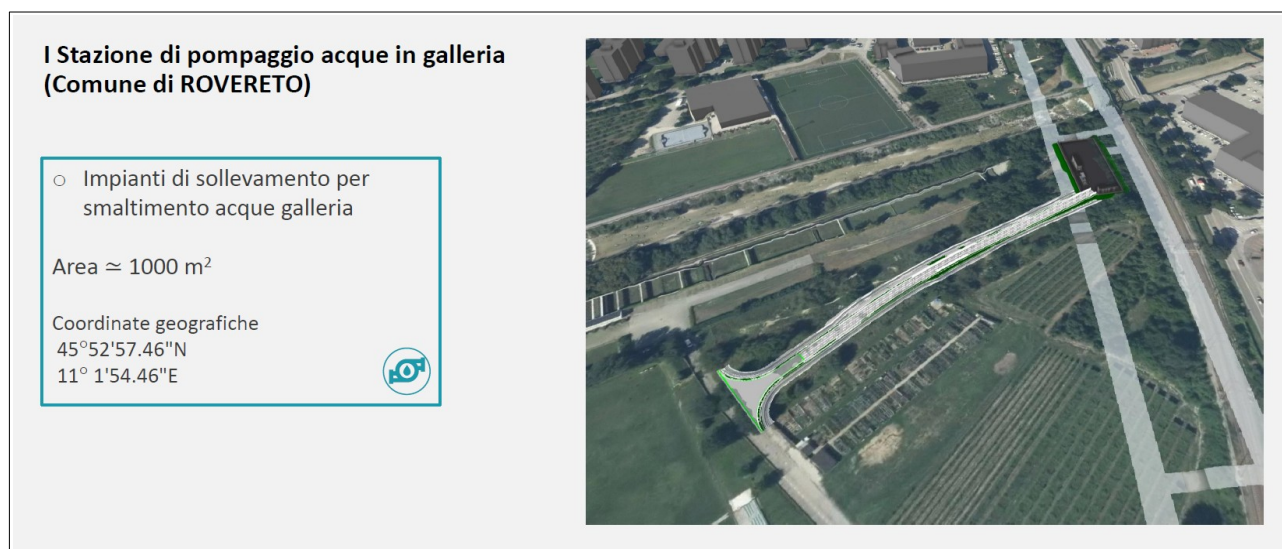 I Stazione di pompaggio acque in galleria
(Comune di ROVERETO)
○ Impianti di sollevamento per
smaltimento acque galleria
Area ≃ 1000 m²
Coordinate geografiche
45°52'57.46"N
11° 1'54.46"E